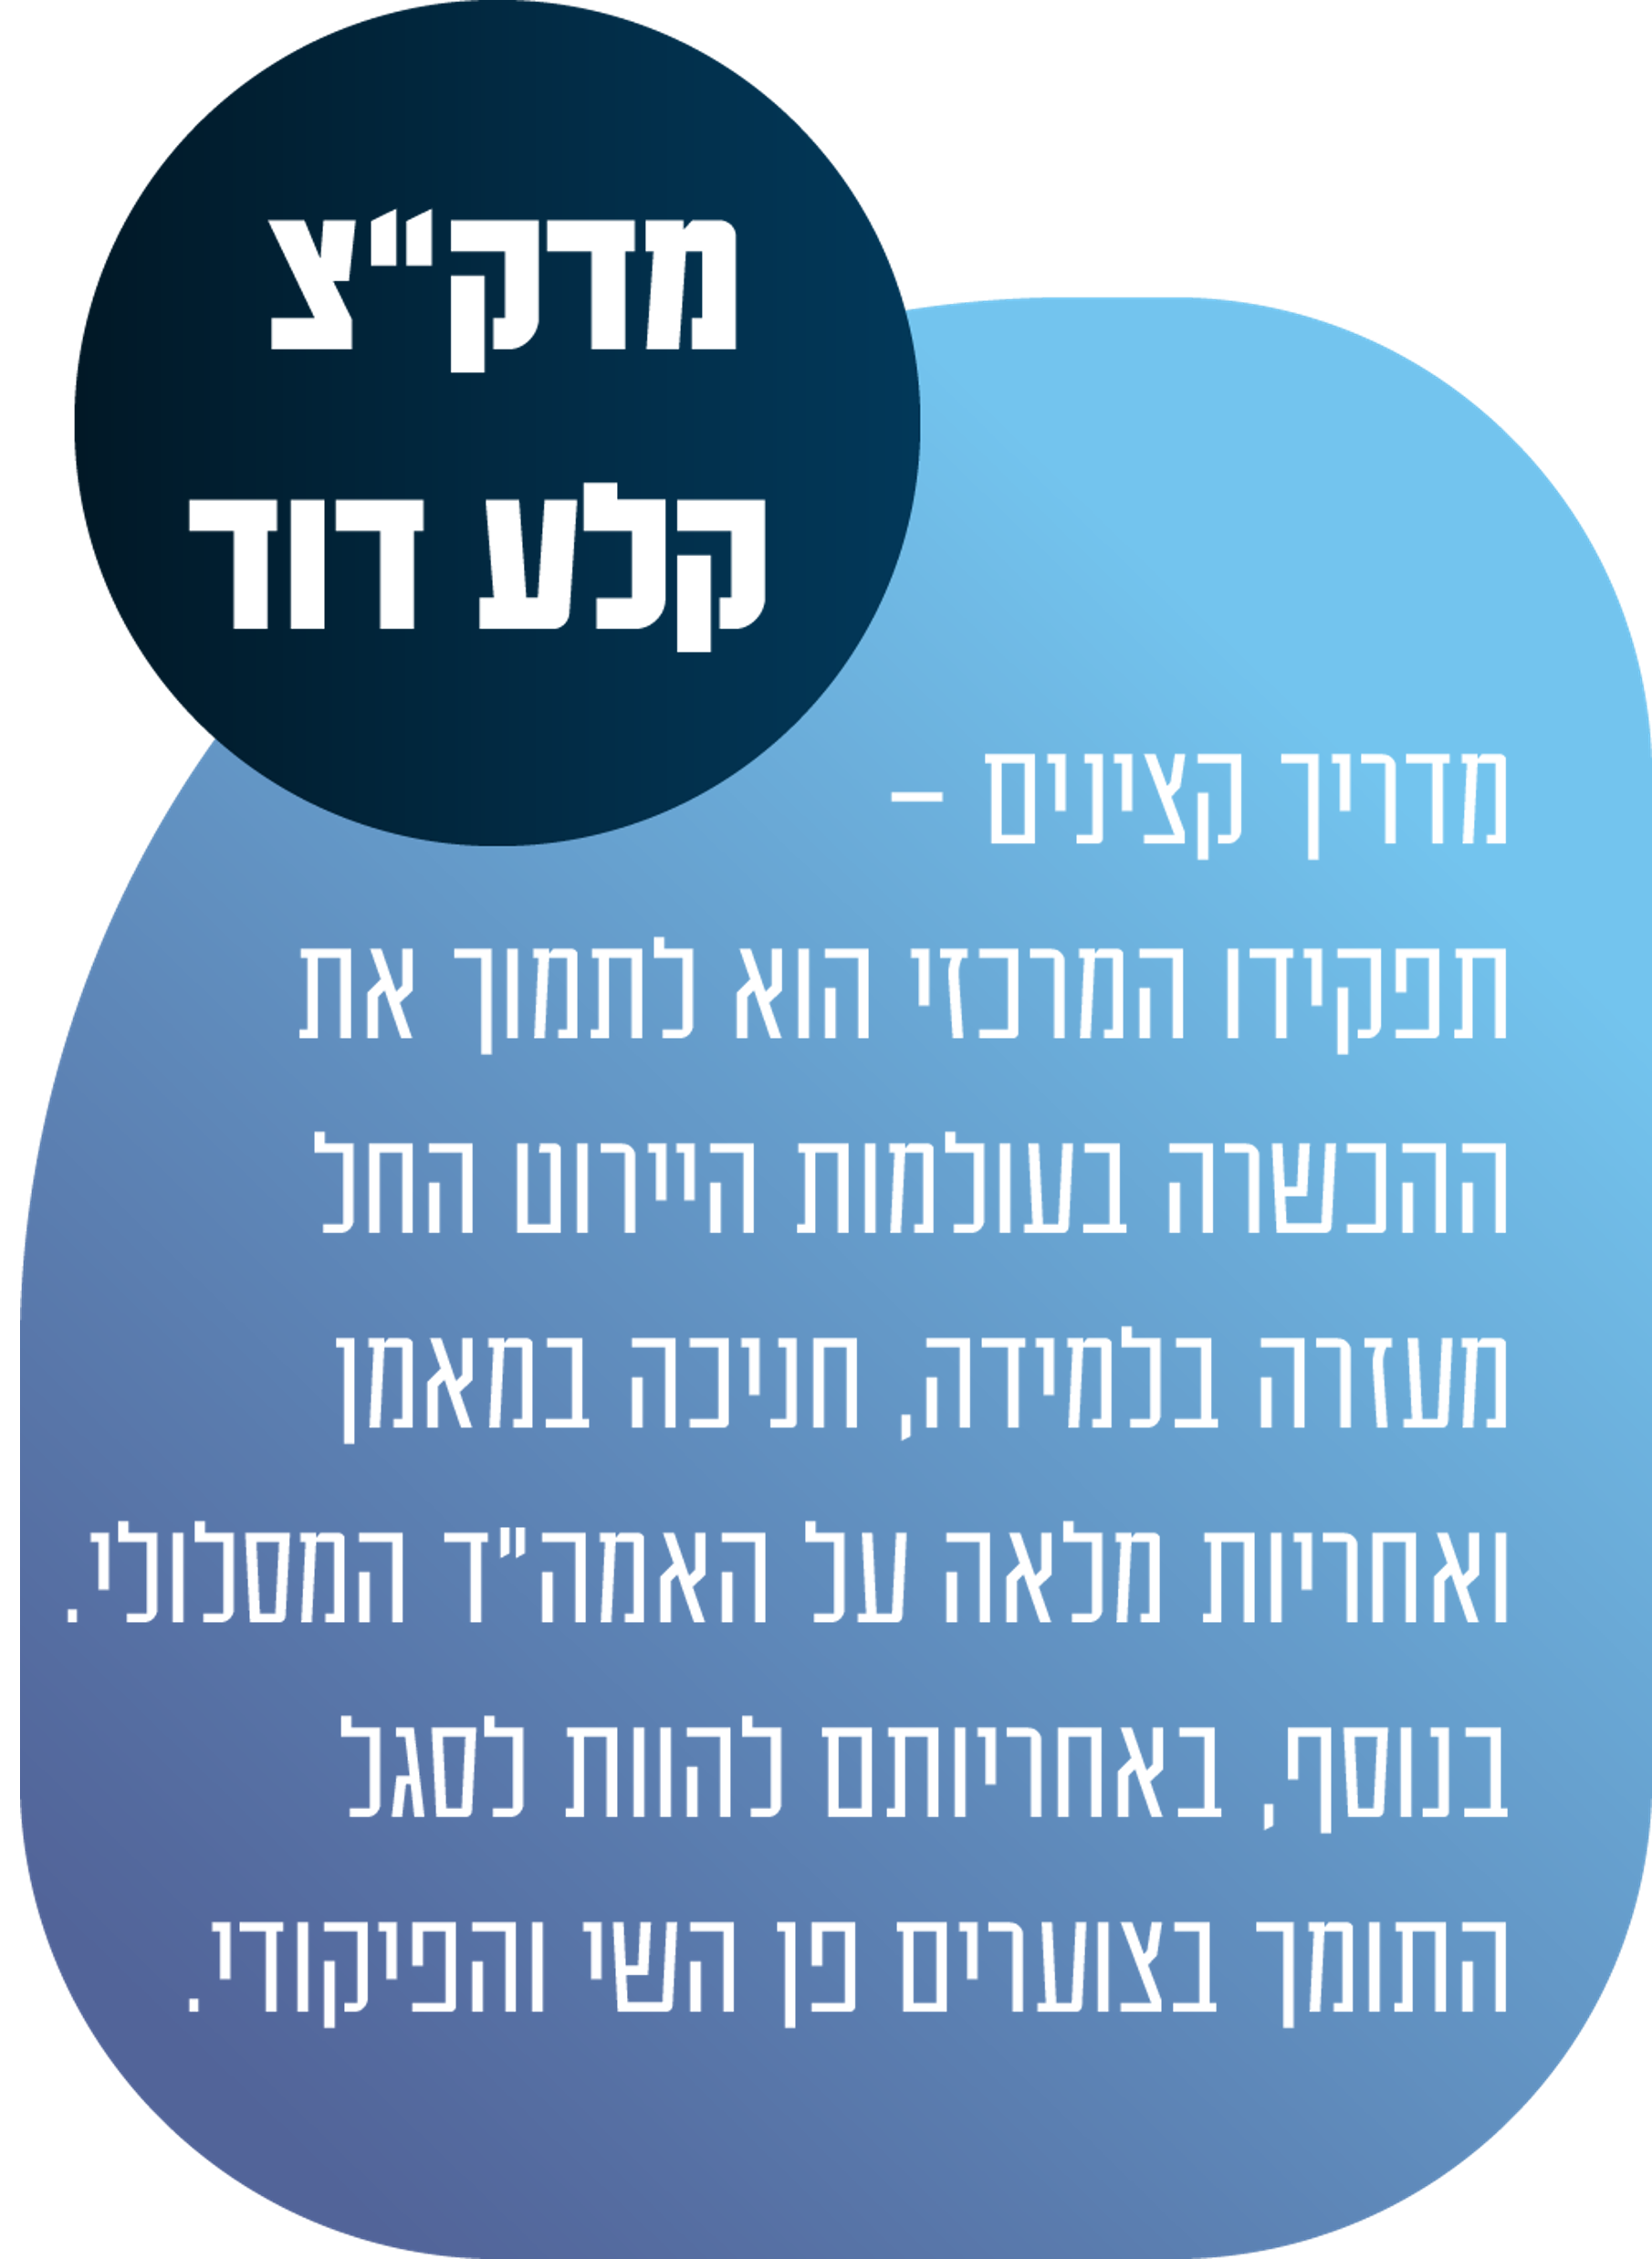 מדק"צ
קלע דוד
מדריך קצינים –
תפקידו המרכזי הוא לתמוך את
ההכשרה בעולמות היירוט החל
מעזרה בלמידה, חניכה במאמן
ואחריות מלאה על האמה"ד המסלולי.
בנוסף, באחריותם להוות לסגל
התומך בצוערים פן השי והפיקודי.